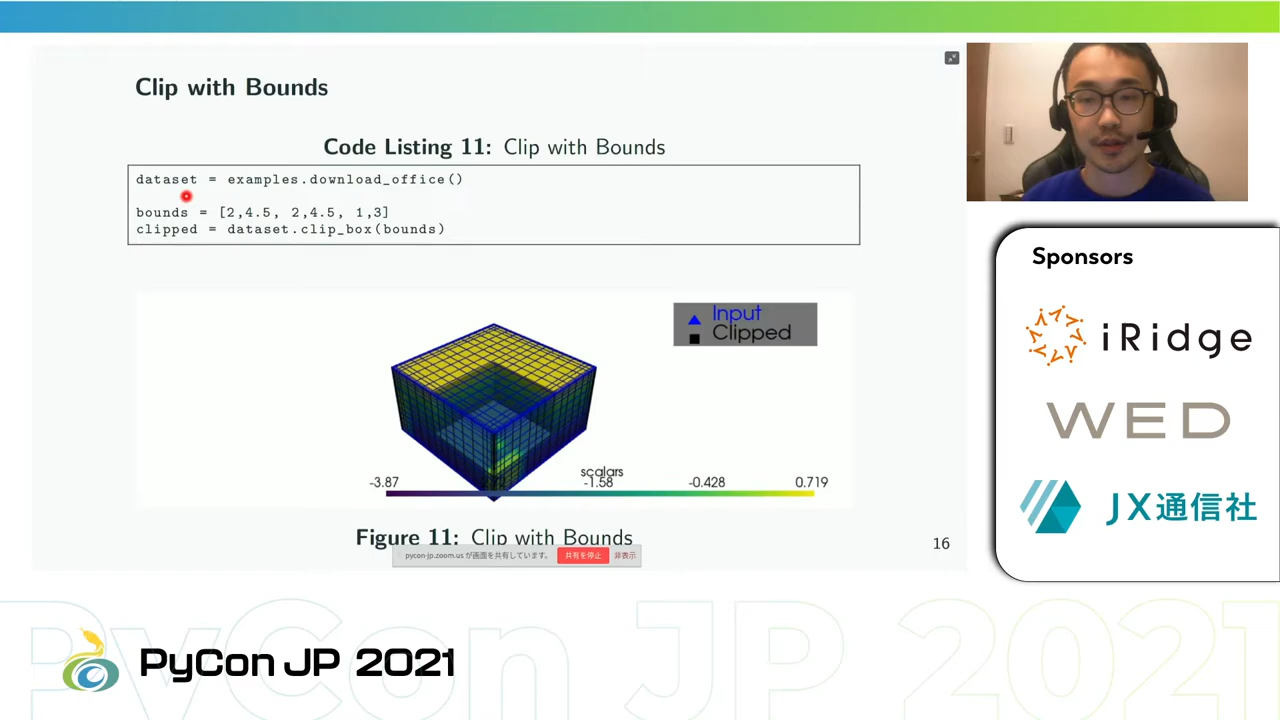 Clip with Bounds
Code Listing 11: Clip with Bounds
dataset = examples.download_office()
bounds = [2,4.5, 2,4.5, 1,3]
clipped = dataset.clip_box(bounds)
Input
Clipped
scalars
-3.87
-1.58 -0.428 0.719
Figure 11: Clip with Bounds
pycon-jp.zoom.us が画面を共有しています。 共有を停止 非表示
16
Sponsors
iRidge
WED
JX通信社
PyCon JP 2021
PyCon JP 2021